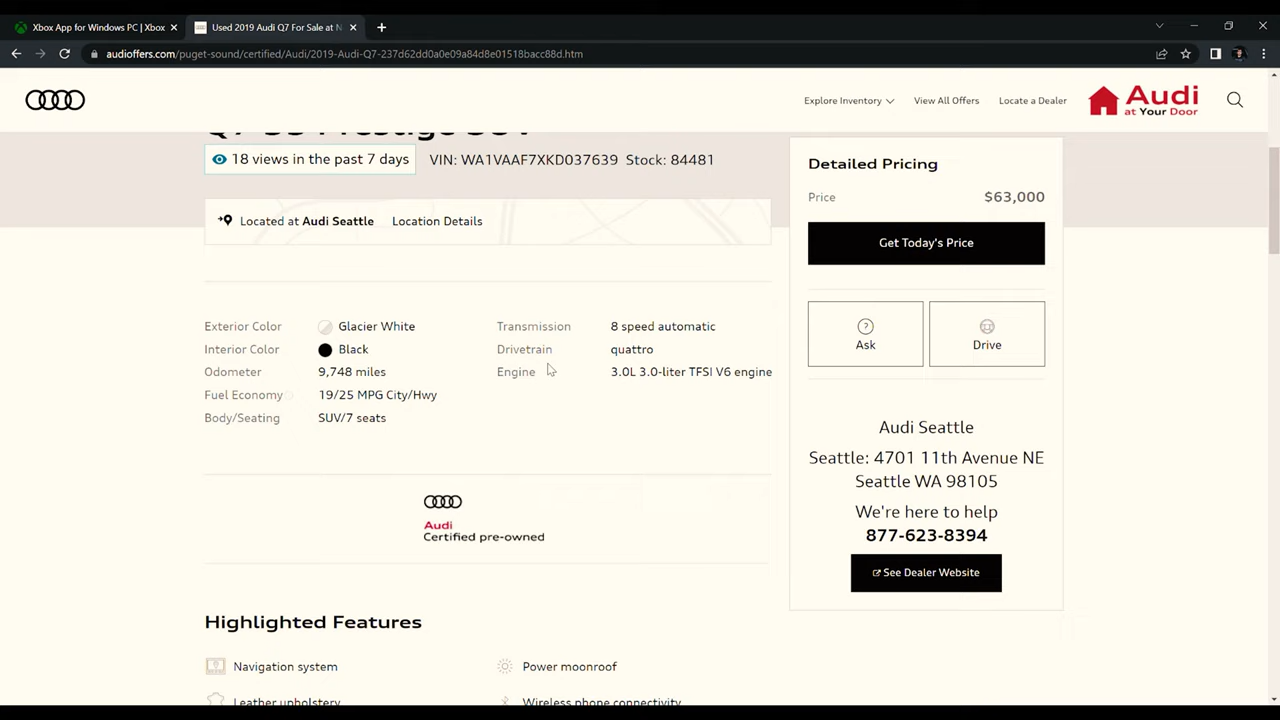 Xbox App for Windows PC | Xbox
Used 2019 Audi Q7 For Sale at N
audioffers.com/puget-sound/certified/Audi/2019-Audi-Q7-237d62dd0a0e09a84d8e01518bacc88d.htm
Explore Inventory
View All Offers
Locate a Dealer
Audi
at Your Door
Q7 55 Prestige SUV
18 views in the past 7 days
VIN: WA1VAAF7XKD037639 Stock: 84481
Located at Audi Seattle
Location Details
Exterior Color Glacier White
Interior Color Black
Odometer 9,748 miles
Fuel Economy 19/25 MPG City/Hwy
Body/Seating SUV/7 seats
Transmission 8 speed automatic
Drivetrain quattro
Engine 3.0L 3.0-liter TFSI V6 engine
Audi
Certified pre-owned
Highlighted Features
Navigation system
Power moonroof
Leather upholstery
Wireless phone connectivity
Detailed Pricing
Price $63,000
Get Today's Price
Ask
Drive
Audi Seattle
Seattle: 4701 11th Avenue NE
Seattle WA 98105
We're here to help
877-623-8394
See Dealer Website